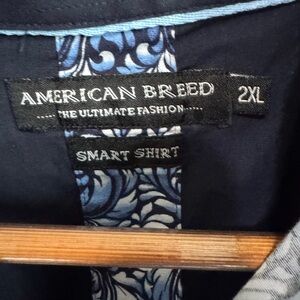 AMERICAN BREED
2XL
THE ULTIMATE FASHION
SMART SHIRT